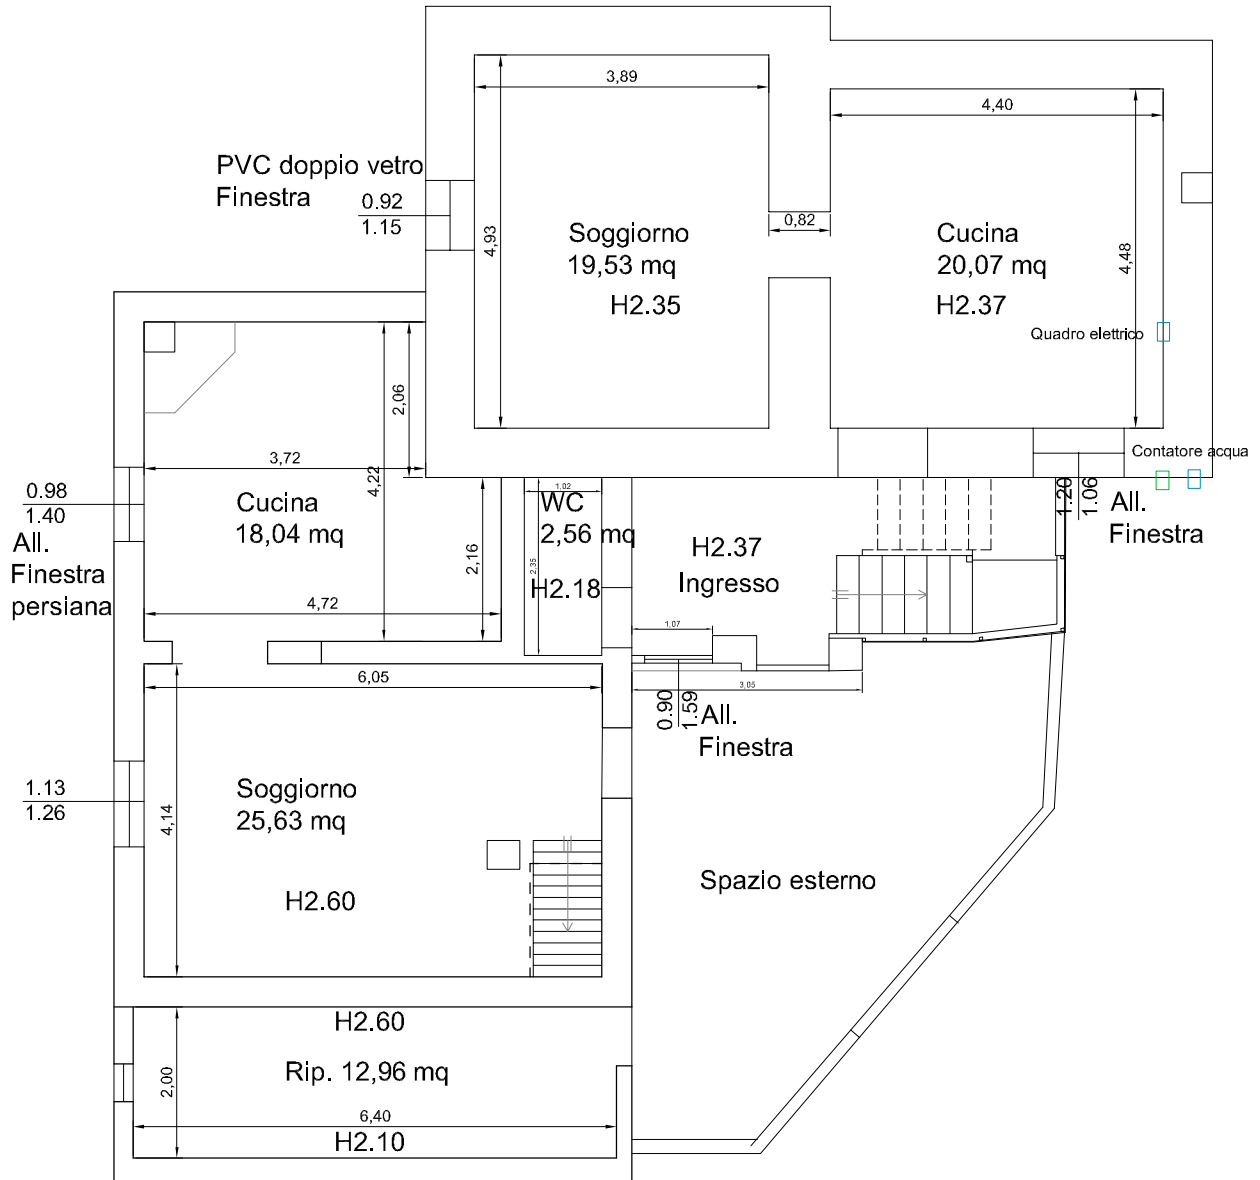 3,89
4,40
PVC doppio vetro
Finestra
0.92
1.15
4,93
Soggiorno
19,53 mq
H2.35
0,82
Cucina
20,07 mq
H2.37
4,48
Quadro elettrico
Contatore acqua
2,06
3,72
4,22
0.98
1.40
All.
Finestra
persiana
Cucina
18,04 mq
2,16
4,72
1,02
WC
2,56 mq
2,35
H2.18
H2.37
Ingresso
1.20
1.06
All.
Finestra
1,07
3,05
0.90
1.59
All.
Finestra
6,05
1.13
1.26
4,14
Soggiorno
25,63 mq
H2.60
Spazio esterno
H2.60
Rip. 12,96 mq
2,00
6,40
H2.10